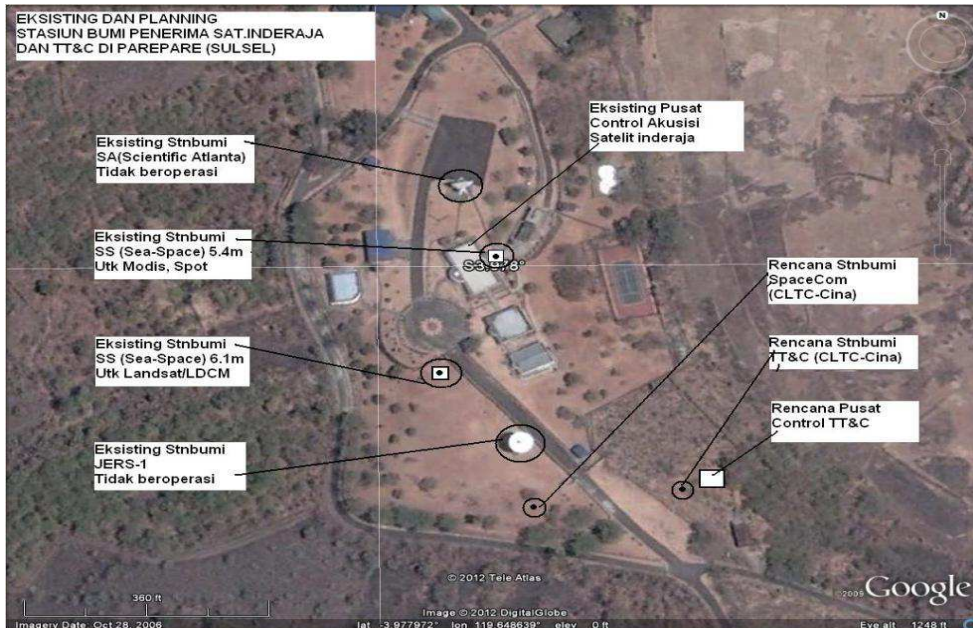 EKSISTING DAN PLANNING
STASIUN BUMI PENERIMA SAT.INDERAJA
DAN TT&C DI PAREPARE (SULSEL)
N
Eksisting Pusat
Control Akusisi
Satelit inderaja
Eksisting Stnbumi
SA(Scientific Atlanta)
Tidak beroperasi
Eksisting Stnbumi
SS (Sea-Space) 5.4m
Utk Modis, Spot
S3.978°
Rencana Stnbumi
SpaceCom
(CLTC-Cina)
Eksisting Stnbumi
SS (Sea-Space) 6.1m
Utk Landsat/LDCM
Rencana Stnbumi
TT&C (CLTC-Cina)
Rencana Pusat
Control TT&C
Eksisting Stnbumi
JERS-1
Tidak beroperasi
© 2012 Tele Atlas
©2009 Google
360 ft
Image © 2012 DigitalGlobe
Imagery Date: Oct 28, 2006 lat -3.977972° lon 119.648639° elev 0 ft Eye alt 1248 ft